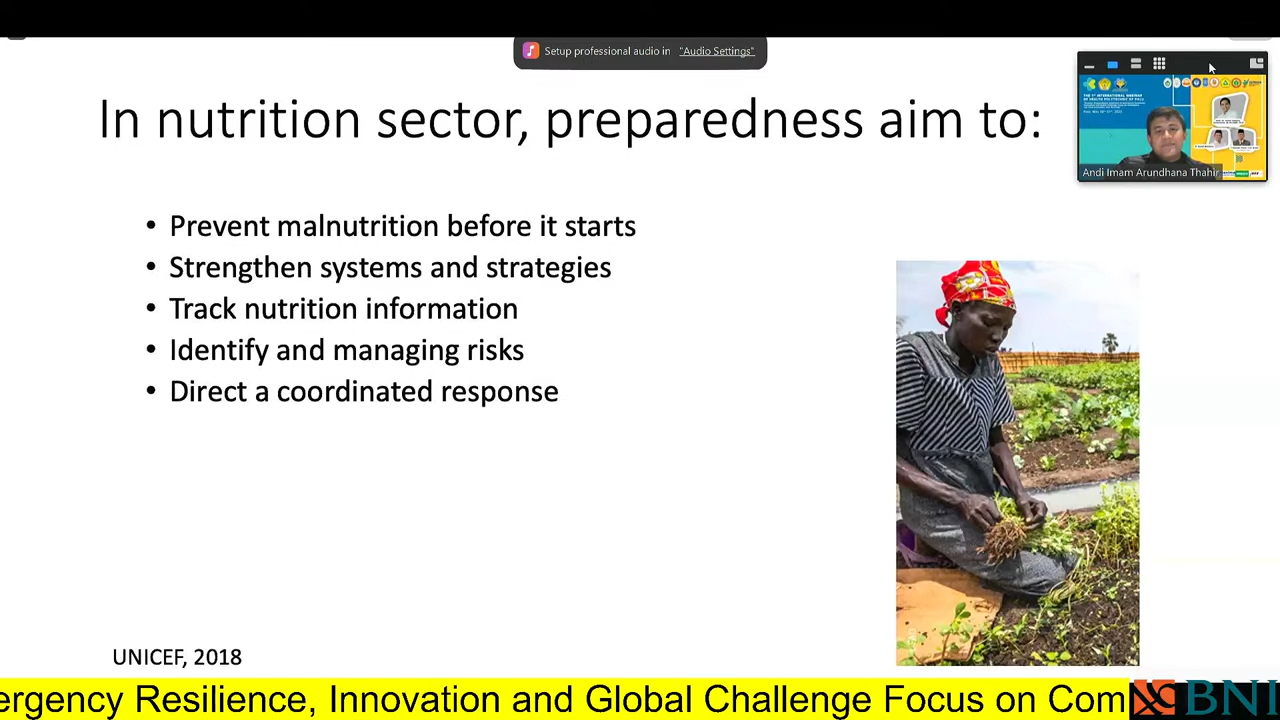 Setup professional audio in "Audio Settings"
In nutrition sector, preparedness aim to:
Andi Imam Arundhana Thahir
• Prevent malnutrition before it starts
• Strengthen systems and strategies
• Track nutrition information
• Identify and managing risks
• Direct a coordinated response
UNICEF, 2018
ergency Resilience, Innovation and Global Challenge Focus on Com
BNI